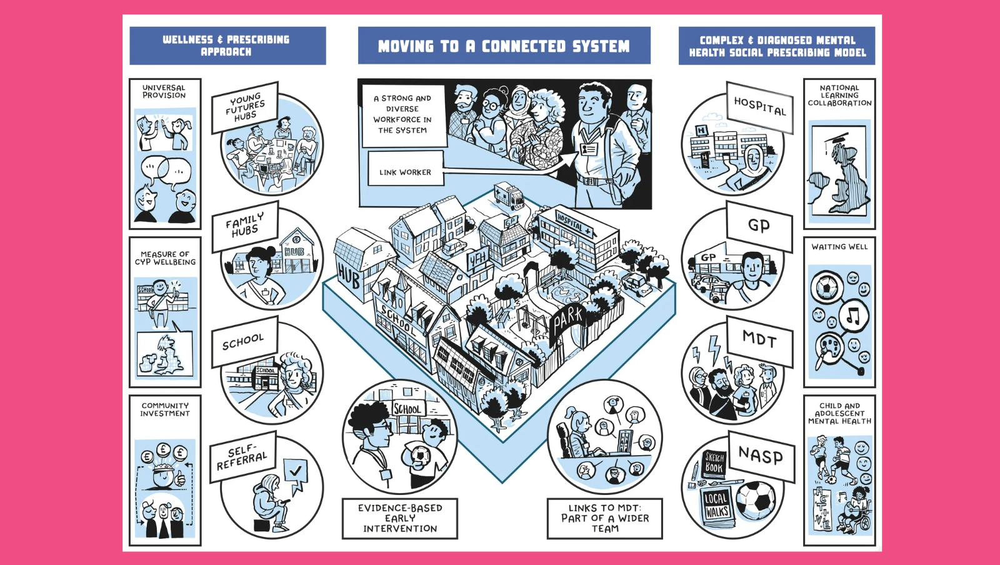 WELLNESS & PRESCRIBING
APPROACH
MOVING TO A CONNECTED SYSTEM
COMPLEX & DIAGNOSED MENTAL
HEALTH SOCIAL PRESCRIBING MODEL
UNIVERSAL
PROVISION
MEASURE OF
CYP WELLBEING
SCHOOL
COMMUNITY
INVESTMENT
£
£
£
YOUNG
FUTURES
HUBS
FAMILY
HUBS
HUB
SCHOOL
SCHOOL
SELF-
REFERRAL
A STRONG AND
DIVERSE
WORKFORCE IN
THE SYSTEM
LINK WORKER
GP
HOSPITAL
YFH
HUB
SCHOOL
PARK
SCHOOL
EVIDENCE-BASED
EARLY
INTERVENTION
LINKS TO MDT:
PART OF A WIDER
TEAM
HOSPITAL
H
H
GP
GP
MDT
NASP
SKETCH
BOOK
LOCAL
WALKS
NATIONAL
LEARNING
COLLABORATION
WAITING WELL
CHILD AND
ADOLESCENT
MENTAL HEALTH
ACTIVE